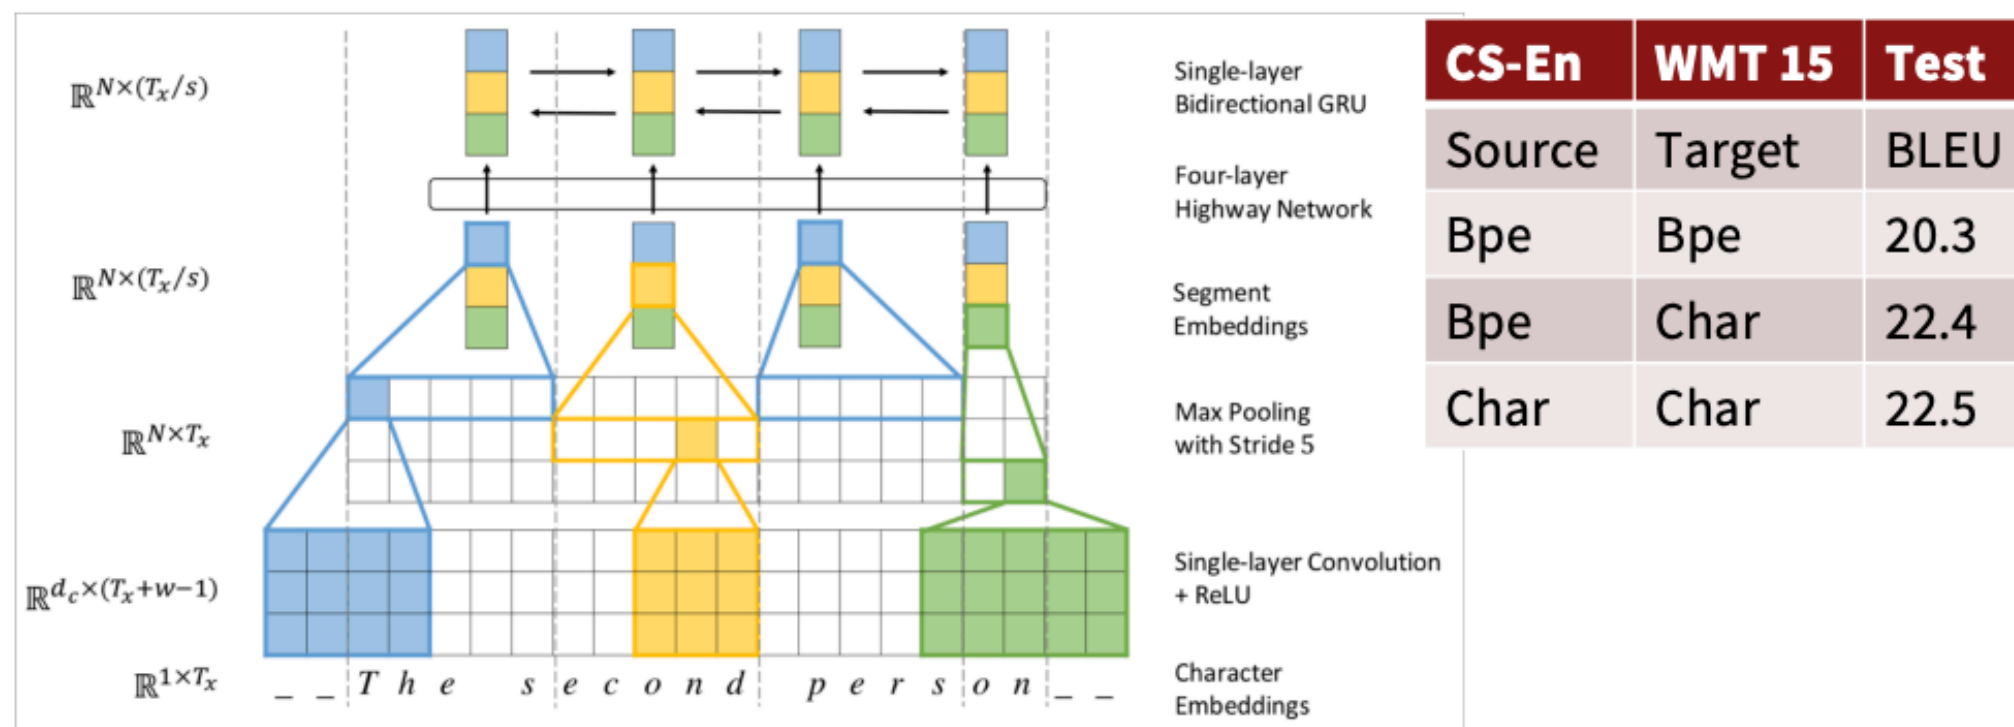 ℝ^{N×(T_x/s)}
Single-layer
Bidirectional GRU
Four-layer
Highway Network
ℝ^{N×(T_x/s)}
Segment
Embeddings
ℝ^{N×T_x}
Max Pooling
with Stride 5
ℝ^{d_c×(T_x+w−1)}
Single-layer Convolution
+ ReLU
ℝ^{1×T_x}
_ _ T h e s e c o n d p e r s o n _ _
Character
Embeddings
CS-En WMT 15 Test
Source Target BLEU
Bpe Bpe 20.3
Bpe Char 22.4
Char Char 22.5